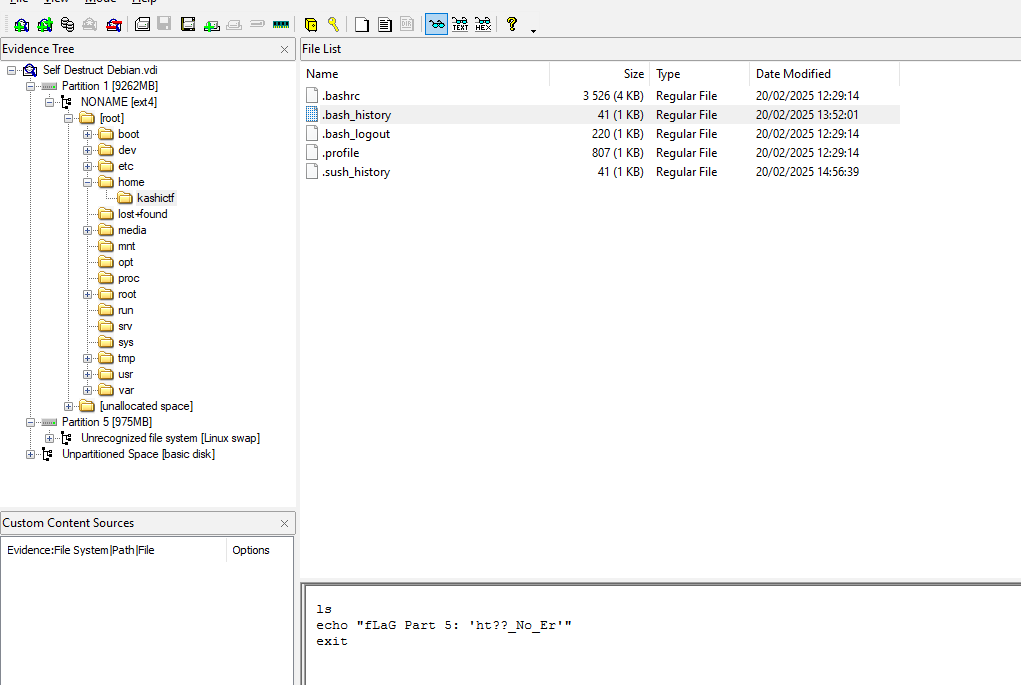 File View Mode Help
TEXT HEX
Evidence Tree
Self Destruct Debian.vdi
Partition 1 [9262MB]
NONAME [ext4]
[root]
boot
dev
etc
home
kashictf
lost+found
media
mnt
opt
proc
root
run
srv
sys
tmp
usr
var
[unallocated space]
Partition 5 [975MB]
Unrecognized file system [Linux swap]
Unpartitioned Space [basic disk]
Custom Content Sources
Evidence:File System|Path|File Options
File List
Name Size Type Date Modified
.bashrc 3 526 (4 KB) Regular File 20/02/2025 12:29:14
.bash_history 41 (1 KB) Regular File 20/02/2025 13:52:01
.bash_logout 220 (1 KB) Regular File 20/02/2025 12:29:14
.profile 807 (1 KB) Regular File 20/02/2025 12:29:14
.sush_history 41 (1 KB) Regular File 20/02/2025 14:56:39
ls
echo "fLaG Part 5: 'ht??_No_Er'"
exit